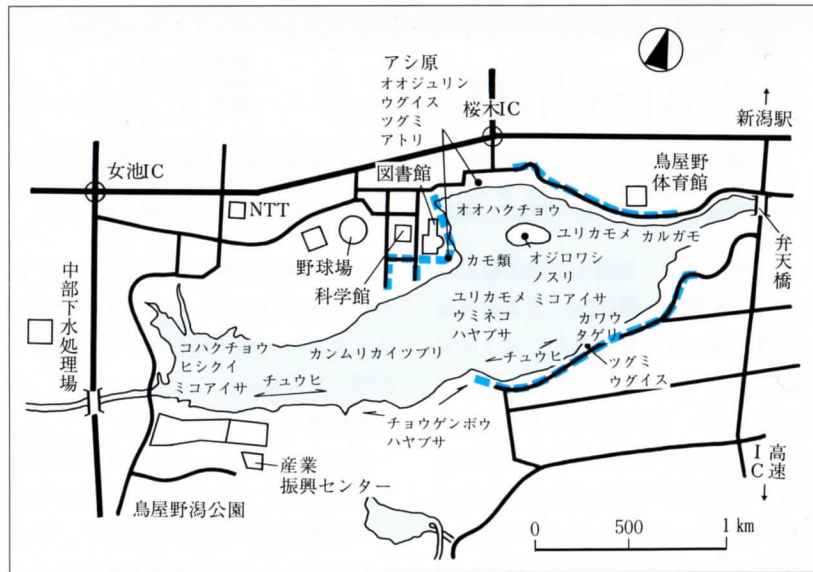 アシ原
オオジュリン
ウグイス
ツグミ
アトリ
桜木IC
新潟駅
女池IC
図書館
鳥屋野
体育館
NTT
オオハクチョウ
ユリカモメ カルガモ
野球場
カモ類
オジロワシ
ノスリ
弁天橋
科学館
中部下水処理場
ユリカモメ ミコアイサ
ウミネコ
ハヤブサ
カワウ
タゲリ
コハクチョウ
ヒシクイ
ミコアイサ
カンムリカイツブリ
チュウヒ
チュウヒ
ツグミ
ウグイス
チョウゲンボウ
ハヤブサ
産業
振興センター
高速
IC
鳥屋野潟公園
0 500 1 km